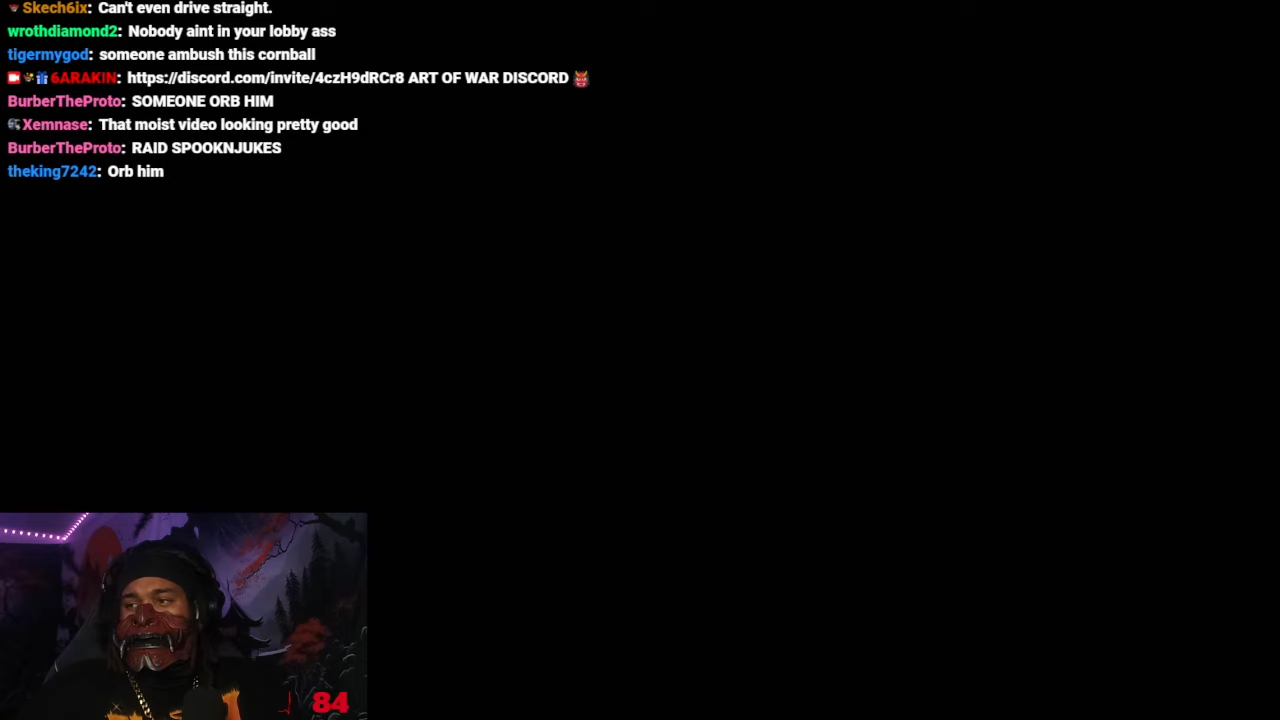 Skech6ix: Can't even drive straight.
wrothdiamond2: Nobody aint in your lobby ass
tigermygod: someone ambush this cornball
6ARAK1N: https://discord.com/invite/4czH9dRCr8 ART OF WAR DISCORD 👹
BurberTheProto: SOMEONE ORB HIM
Xemnase: That moist video looking pretty good
BurberTheProto: RAID SPOOKNJUKES
theking7242: Orb him
84